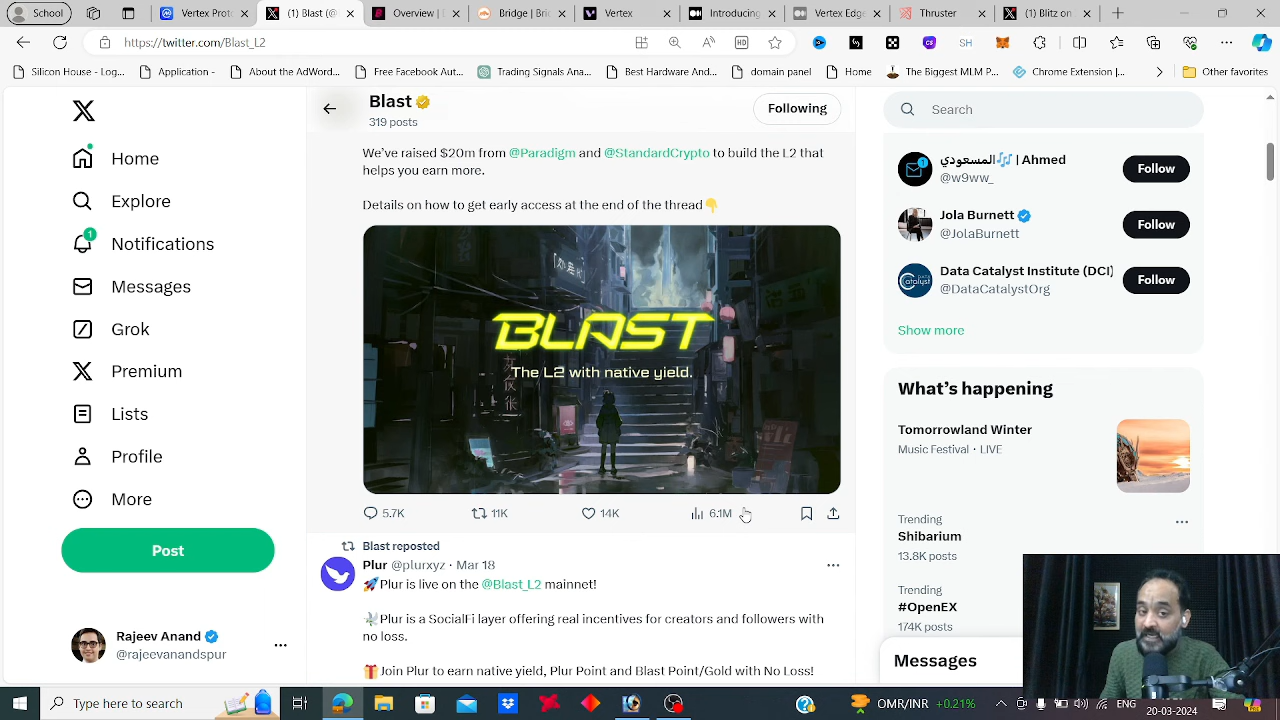 School
Vertex Prot
(1) Blast (@
Overview | D
Bridge | Bric
Vertex
Introducing
Vertex Edge
Thruster
(1) Blitz on
https://twitter.com/Blast_L2
Silicon House - Log...
Application -
About the AdWord...
Free Facebook Aut...
Trading Signals Ana...
Best Hardware And...
domain panel
Home
The Biggest MLM P...
Chrome Extension |...
Other favorites
Blast
319 posts
Following
Search
We've raised $20m from @Paradigm and @StandardCrypto to build the L2 that
helps you earn more.
Details on how to get early access at the end of the thread👇
BLAST
The L2 with native yield.
5.7K
11K
14K
6.1M
Blast reposted
Plur @plurxyz · Mar 18
🚀Plur is live on the @Blast_L2 mainnet!
🕊️Plur is a SocialFi layer offering real incentives for creators and followers with
no loss.
🎁Join Plur to earn native yield, Plur Point and Blast Point/Gold with No Loss!
Home
Explore
1
Notifications
Messages
Grok
Premium
Lists
Profile
More
Post
Rajeev Anand
@rajeevanandspur
المسعودي🎶 | Ahmed
@w9ww_
Follow
Jola Burnett
@JolaBurnett
Follow
Data Catalyst Institute (DCI)
@DataCatalystOrg
Follow
Show more
What's happening
Tomorrowland Winter
Music Festival · LIVE
Trending
Shibarium
13.8K posts
Trending
#OpenEX
174K posts
Messages
Type here to search
OMR/INR +0.21%
20-03-2024